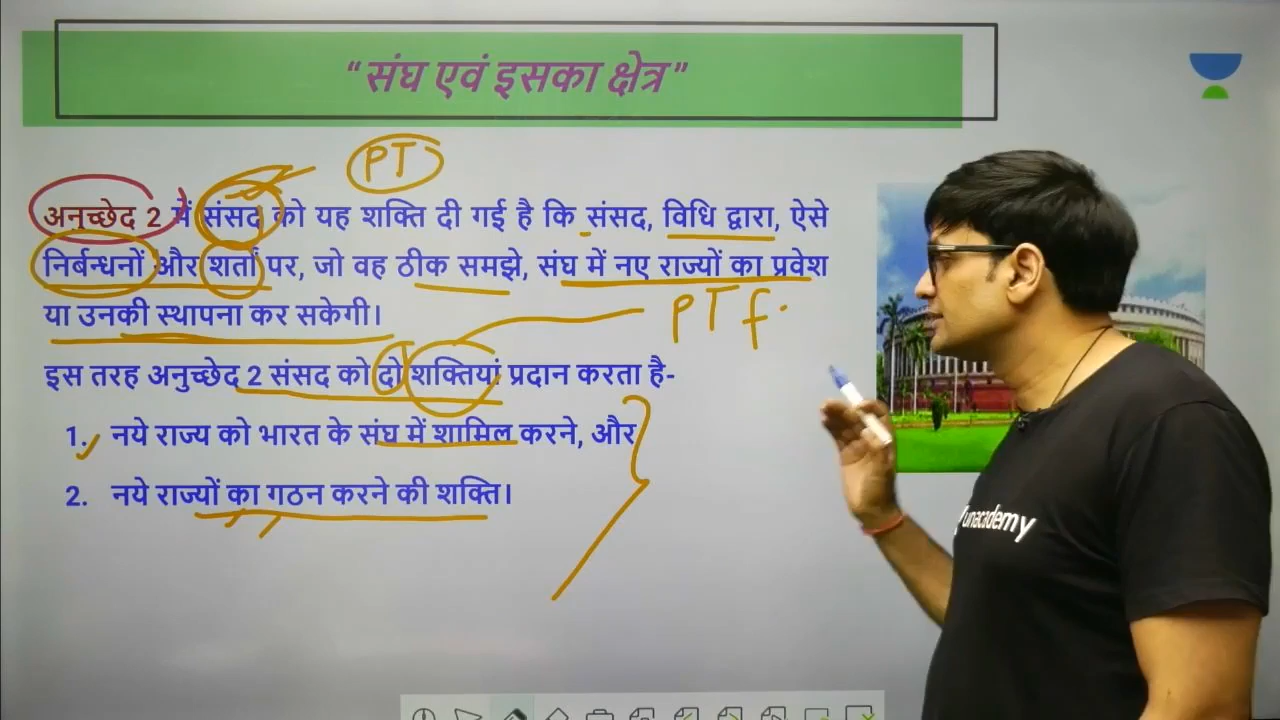 “संघ एवं इसका क्षेत्र”
PT
अनुच्छेद 2 में संसद को यह शक्ति दी गई है कि संसद, विधि द्वारा, ऐसे
निर्बन्धनों और शर्तों पर, जो वह ठीक समझे, संघ में नए राज्यों का प्रवेश
या उनकी स्थापना कर सकेगी।
PTf.
इस तरह अनुच्छेद 2 संसद को दो शक्तियां प्रदान करता है-
1. नये राज्य को भारत के संघ में शामिल करने, और
2. नये राज्यों का गठन करने की शक्ति।
unacademy